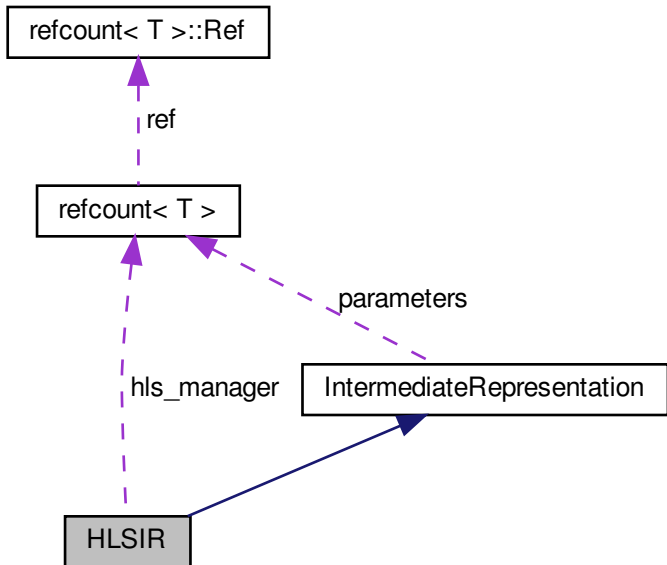 refcount< T >::Ref
ref
refcount< T >
parameters
hls_manager
IntermediateRepresentation
HLSIR